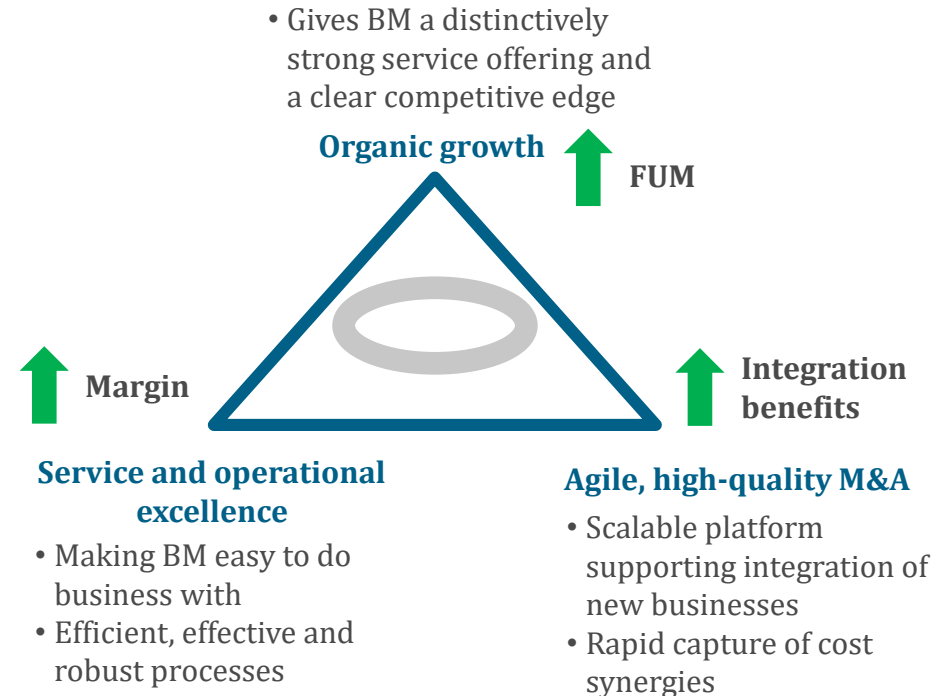 • Gives BM a distinctively
strong service offering and
a clear competitive edge
Organic growth
FUM
Margin
Integration
benefits
Service and operational
excellence
• Making BM easy to do
business with
• Efficient, effective and
robust processes
Agile, high-quality M&A
• Scalable platform
supporting integration of
new businesses
• Rapid capture of cost
synergies